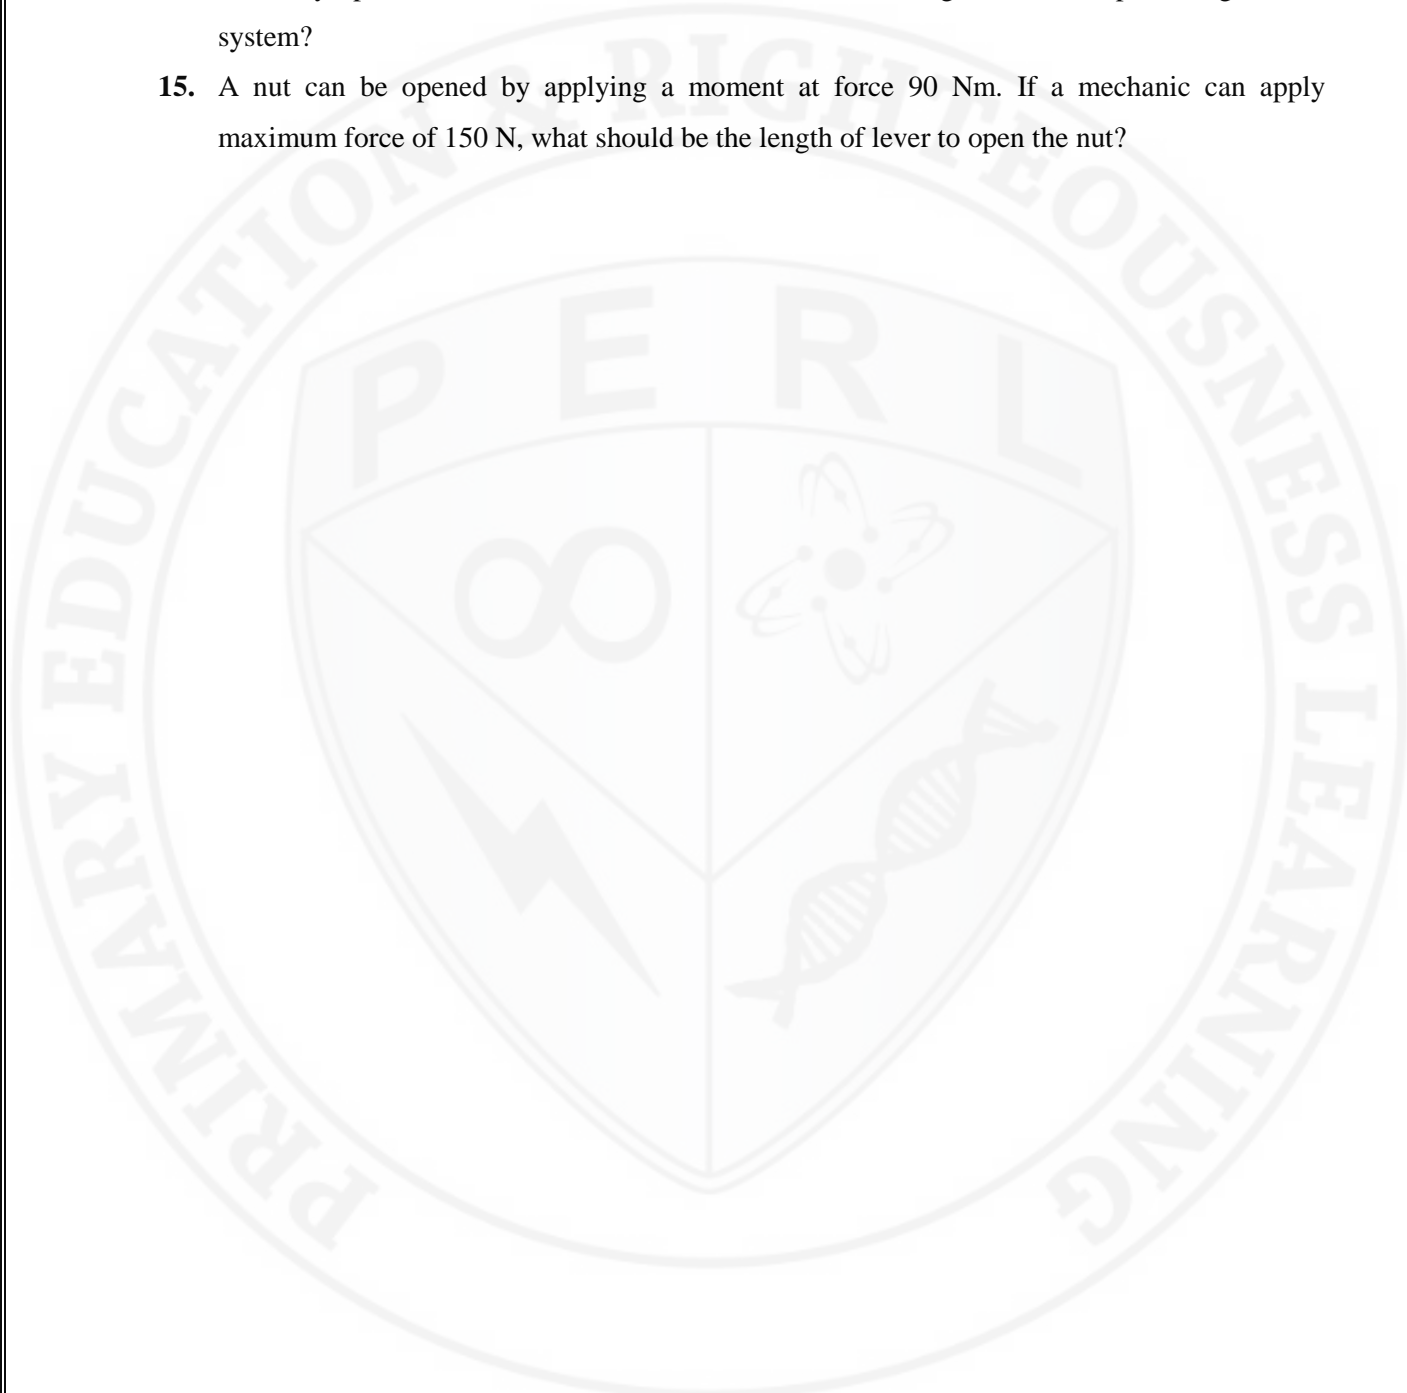 system?
15. A nut can be opened by applying a moment at force 90 Nm. If a mechanic can apply
maximum force of 150 N, what should be the length of lever to open the nut?
PRIMARY EDUCATION & RIGHTEOUSNESS LEARNING
P E R L